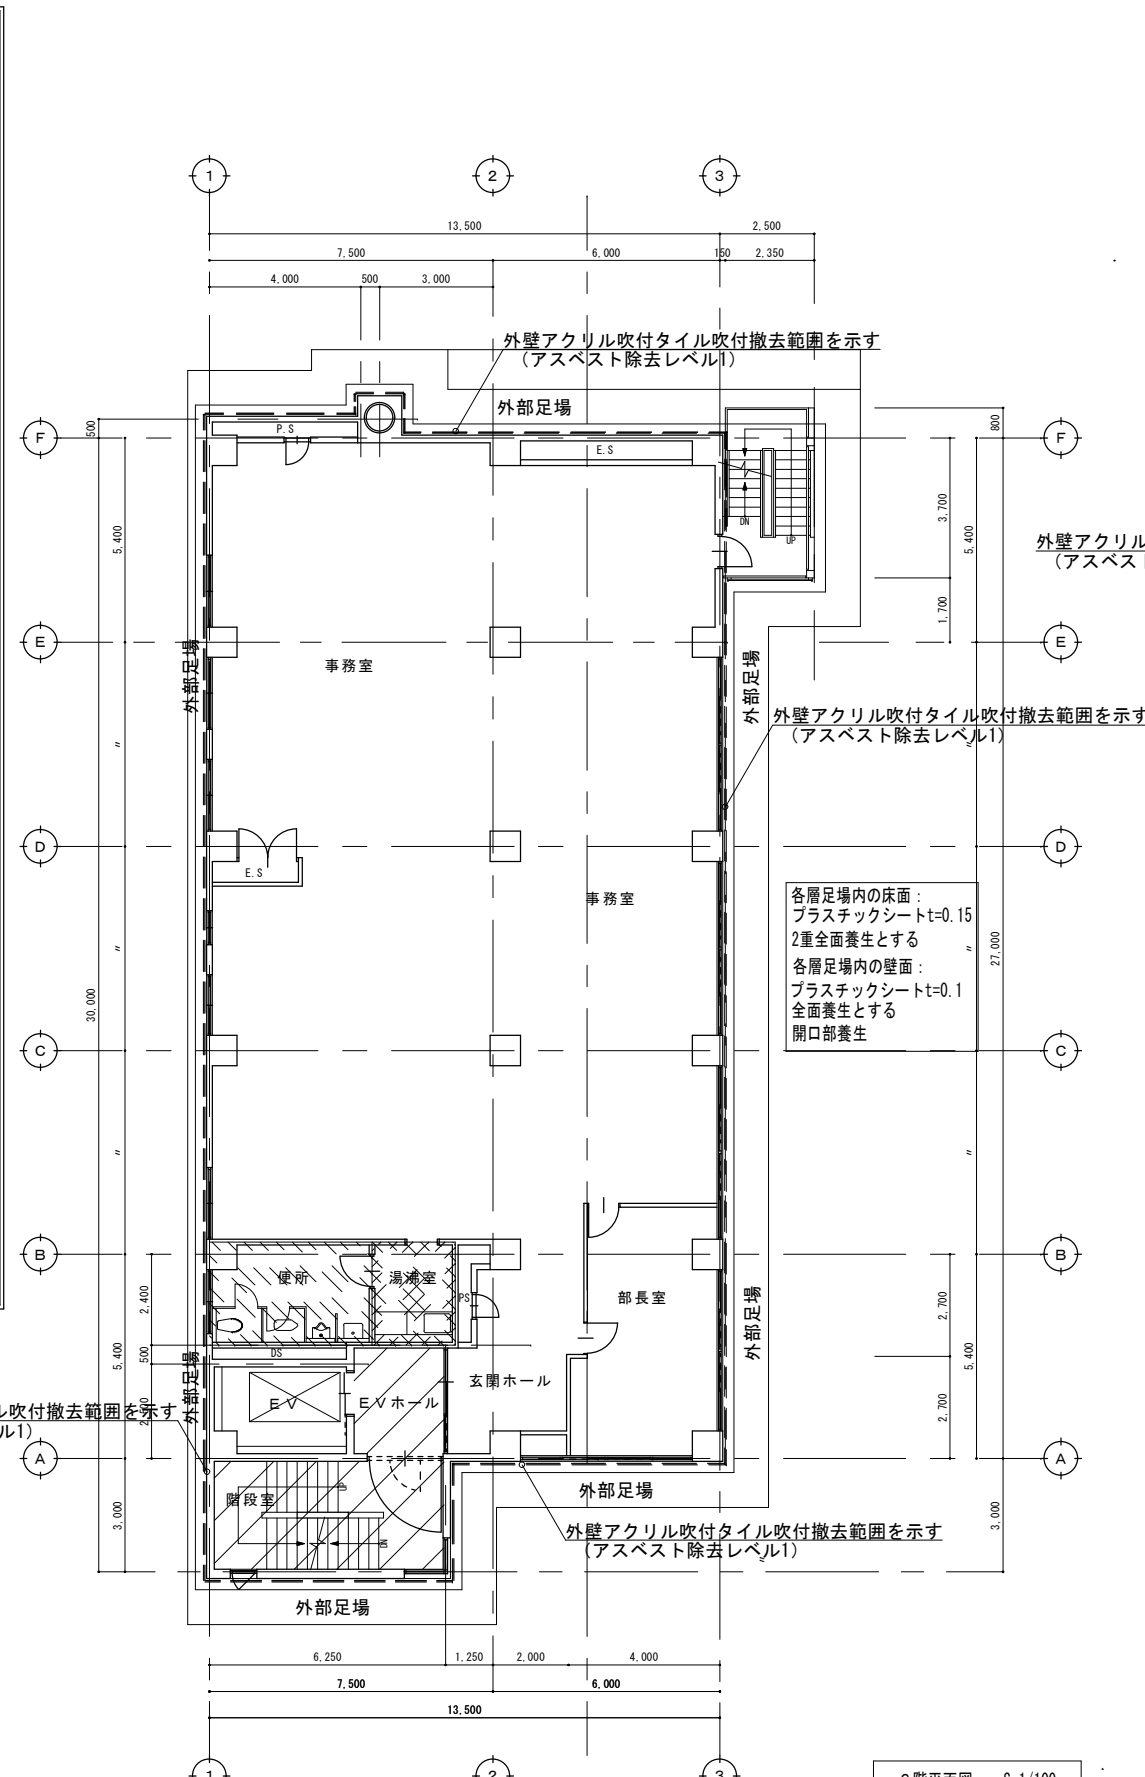 1
2
3
13,500
2,500
7,500
6,000
150
2,350
4,000
500
3,000
外壁アクリル吹付タイル吹付撤去範囲を示す
(アスベスト除去レベル1)
外部足場
P.S
E.S
F
500
800
F
DN
UP
5,400
3,700
5,400
外壁アクリル
(アスベス
1,700
E
E
事務室
外部足場
外部足場
外壁アクリル吹付タイル吹付撤去範囲を示す
(アスベスト除去レベル1)
〃
〃
D
D
E.S
事務室
各層足場内の床面:
プラスチックシートt=0.15
2重全面養生とする
各層足場内の壁面:
プラスチックシートt=0.1
全面養生とする
開口部養生
〃
〃
27,000
30,000
C
C
〃
〃
B
B
便所
湯沸室
PS
部長室
2,400
2,700
外部足場
DS
500
5,400
5,400
外部足場
EV
EVホール
玄関ホール
2,700
ル吹付撤去範囲を示す
ル1)
A
A
階段室
UP
DN
外部足場
3,000
3,000
外壁アクリル吹付タイル吹付撤去範囲を示す
(アスベスト除去レベル1)
外部足場
6,250
1,250
2,000
4,000
7,500
6,000
13,500
1
2
3
階平面図 S 1/100